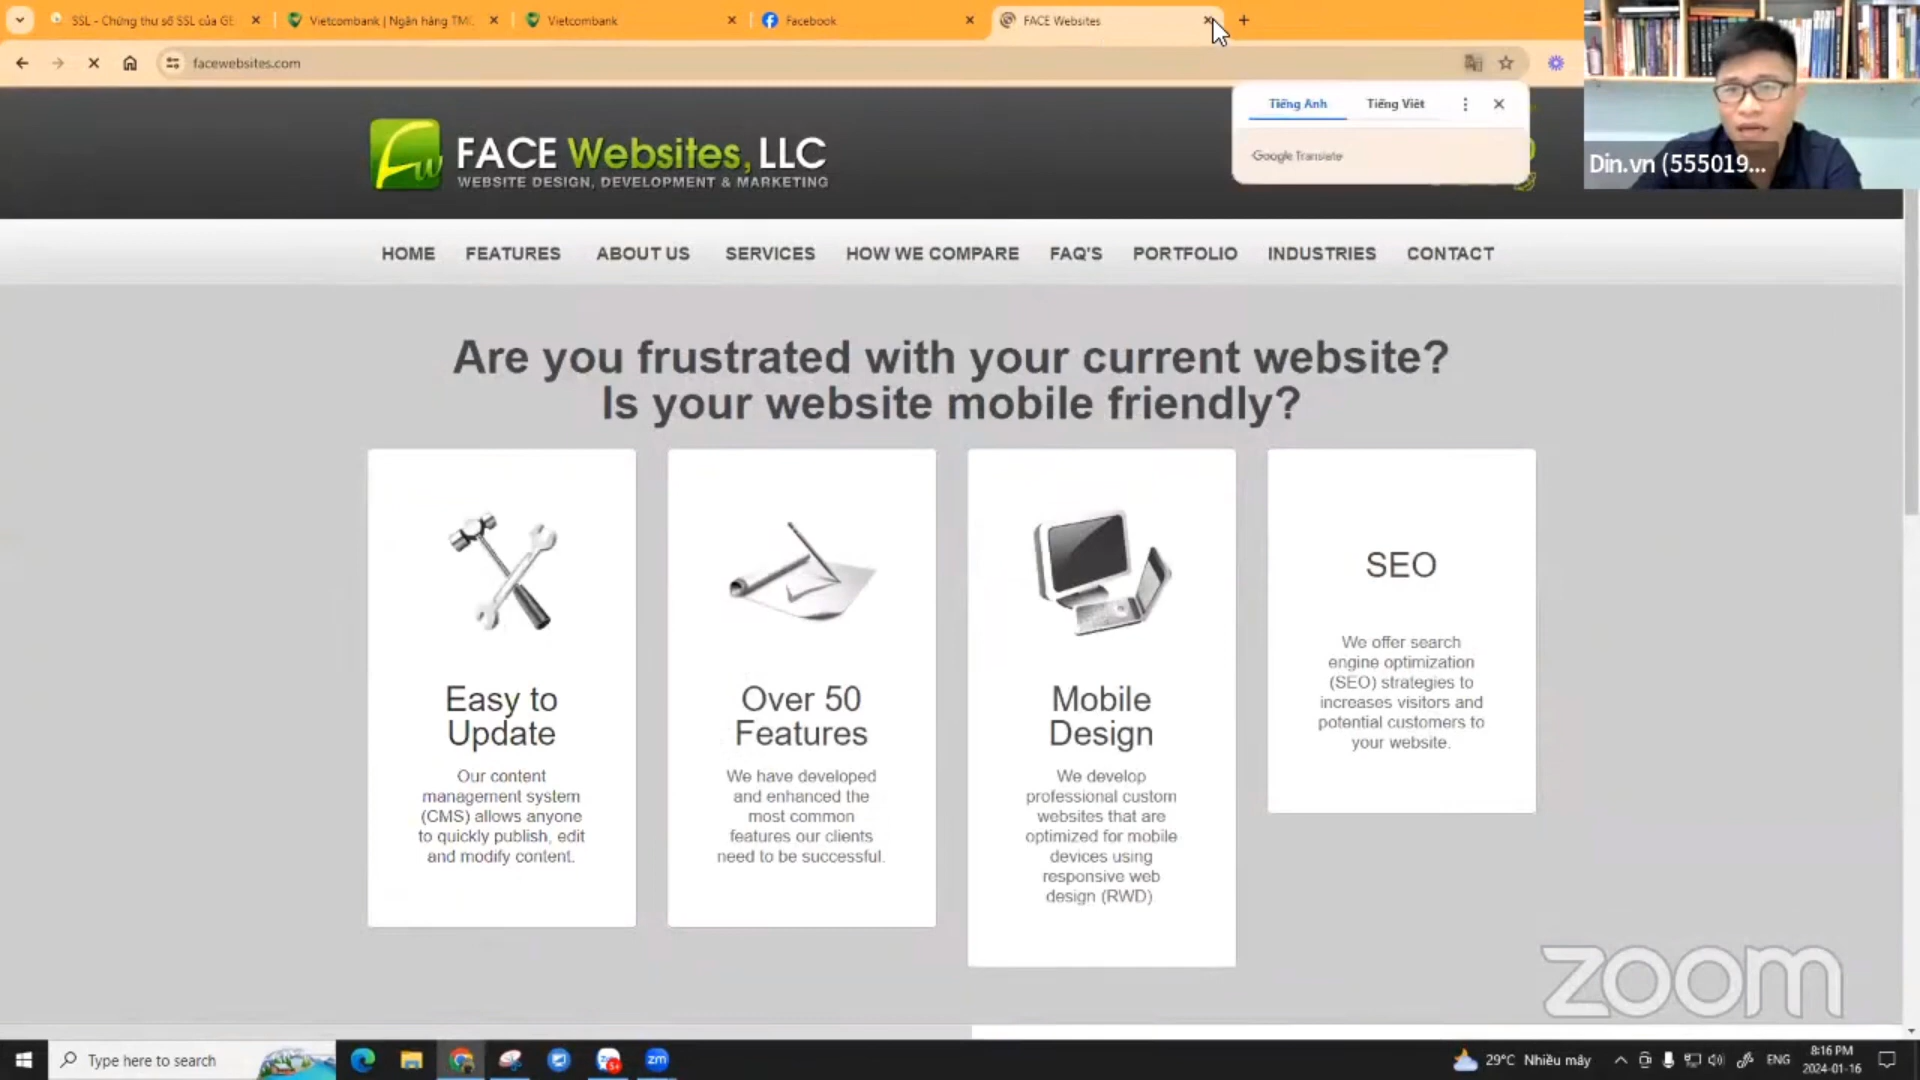 SSL - Chứng thư số SSL của GE
Vietcombank | Ngân hàng TMC
Vietcombank
Facebook
FACE Websites
facewebsites.com
Tiếng Anh
Tiếng Việt
Google Translate
Din.vn (555019...
FACE Websites, LLC
WEBSITE DESIGN, DEVELOPMENT & MARKETING
HOME
FEATURES
ABOUT US
SERVICES
HOW WE COMPARE
FAQ'S
PORTFOLIO
INDUSTRIES
CONTACT
Are you frustrated with your current website?
Is your website mobile friendly?
Easy to
Update
Our content
management system
(CMS) allows anyone
to quickly publish, edit
and modify content.
Over 50
Features
We have developed
and enhanced the
most common
features our clients
need to be successful.
Mobile
Design
We develop
professional custom
websites that are
optimized for mobile
devices using
responsive web
design (RWD)
SEO
We offer search
engine optimization
(SEO) strategies to
increases visitors and
potential customers to
your website.
zoom
Type here to search
zm
29°C Nhiều mây
ENG
8:16 PM
2024-01-16